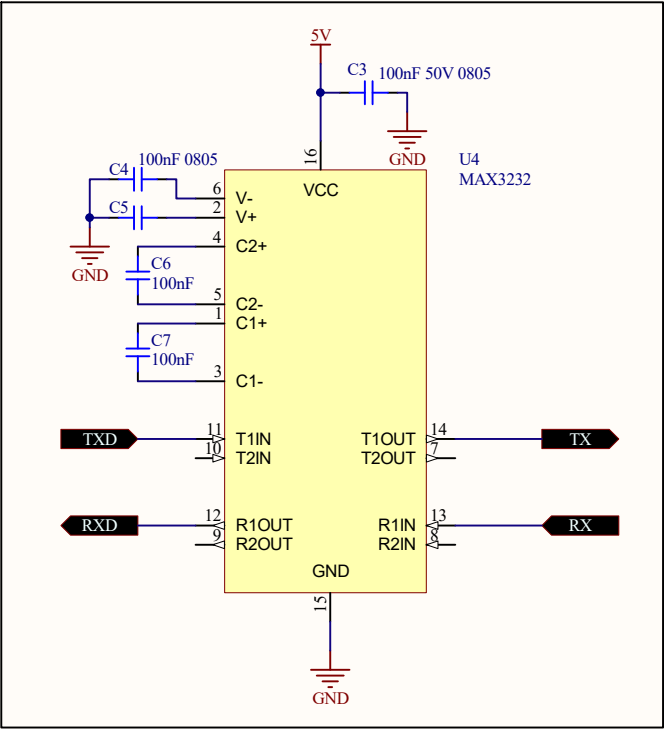 5V
C3 100nF 50V 0805
GND
16
U4
MAX3232
VCC
C4 100nF 0805
6 V-
C5 2 V+
4 C2+
GND
C6
100nF
5 C2-
1 C1+
C7
100nF
3 C1-
TXD 11 T1IN T1OUT 14 TX
10 T2IN T2OUT 7
RXD 12 R1OUT R1IN 13 RX
9 R2OUT R2IN 8
GND
15
GND